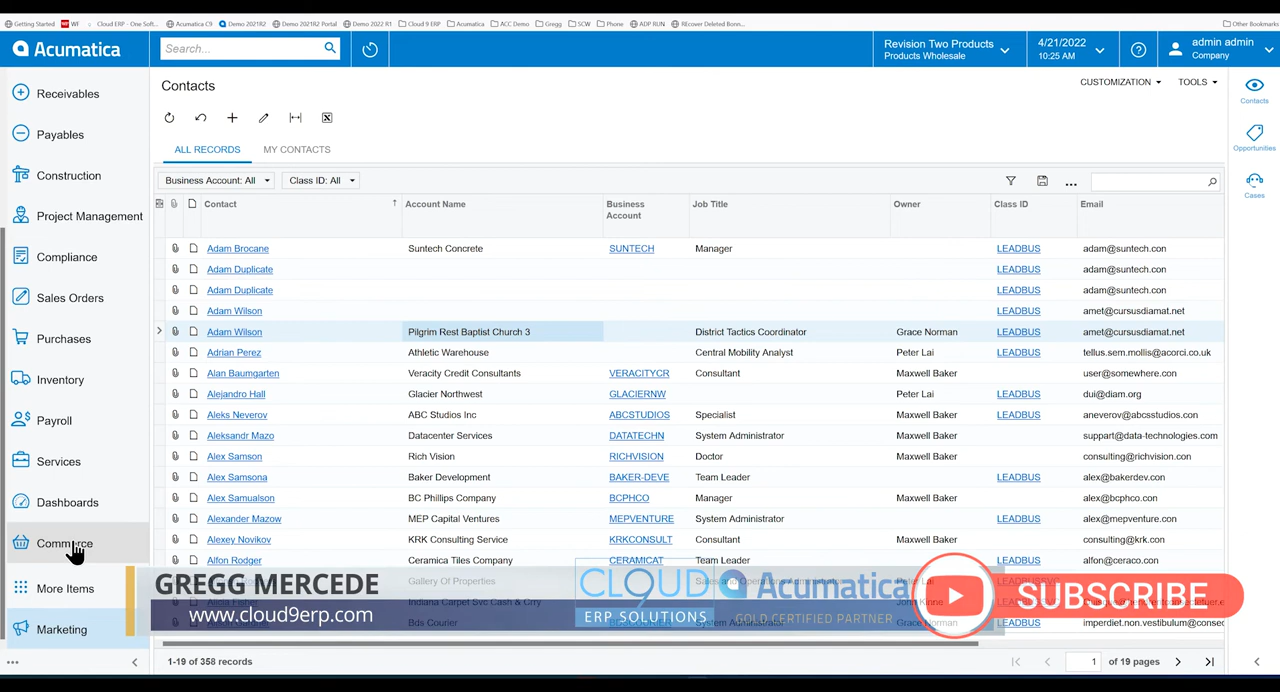 Getting Started WF Cloud ERP - One Soft... Acumatica C9 Demo 2021R2 Demo 2021R2 Portal Demo 2022 R1 Cloud 9 ERP Acumatica ACC Demo Gregg SCW Phone ADP RUN REcover Deleted Bonn... Other Bookmarks
Acumatica Search... Revision Two Products Products Wholesale 4/21/2022 10:25 AM admin admin Company
Contacts CUSTOMIZATION TOOLS
ALL RECORDS MY CONTACTS
Business Account: All Class ID: All
Contact Account Name Business Account Job Title Owner Class ID Email
Adam Brocane Suntech Concrete SUNTECH Manager LEADBUS adam@suntech.con
Adam Duplicate LEADBUS adam@suntech.con
Adam Duplicate LEADBUS adam@suntech.con
Adam Wilson LEADBUS amet@cursusdiamat.net
Adam Wilson Pilgrim Rest Baptist Church 3 District Tactics Coordinator Grace Norman LEADBUS amet@cursusdiamat.net
Adrian Perez Athletic Warehouse Central Mobility Analyst Peter Lai LEADBUS tellus.sem.mollis@acorci.co.uk
Alan Baumgarten Veracity Credit Consultants VERACITYCR Consultant Maxwell Baker user@somewhere.con
Alejandro Hall Glacier Northwest GLACIERNW Peter Lai LEADBUS dui@diam.org
Aleks Neverov ABC Studios Inc ABCSTUDIOS Specialist Maxwell Baker LEADBUS aneverov@abcsstudios.con
Aleksandr Mazo Datacenter Services DATATECHN System Administrator Maxwell Baker suppart@data-technologies.com
Alex Samson Rich Vision RICHVISION Doctor Maxwell Baker consulting@richvision.con
Alex Samsona Baker Development BAKER-DEVE Team Leader LEADBUS alex@bakerdev.con
Alex Samualson BC Phillips Company BCPHCO Manager Maxwell Baker alex@bcphco.con
Alexander Mazow MEP Capital Ventures MEPVENTURE System Administrator LEADBUS alex@mepventure.con
Alexey Novikov KRK Consulting Service KRKCONSULT Consultant Maxwell Baker consulting@krk.con
Alfon Rodger Ceramica Tiles Company CERAMICAT Team Leader LEADBUS alfon@ceraco.con
Gallery Of Properties
Indiana Carpet Svc Cash & Crry
Bds Courier Grace Norman LEADBUS
1-19 of 358 records 1 of 19 pages
Receivables
Payables
Construction
Project Management
Compliance
Sales Orders
Purchases
Inventory
Payroll
Services
Dashboards
Commerce
More Items
Marketing
Contacts
Opportunities
Cases
GREGG MERCEDE
www.cloud9erp.com
CLOUD 9
ERP SOLUTIONS
Acumatica
GOLD CERTIFIED PARTNER
SUBSCRIBE